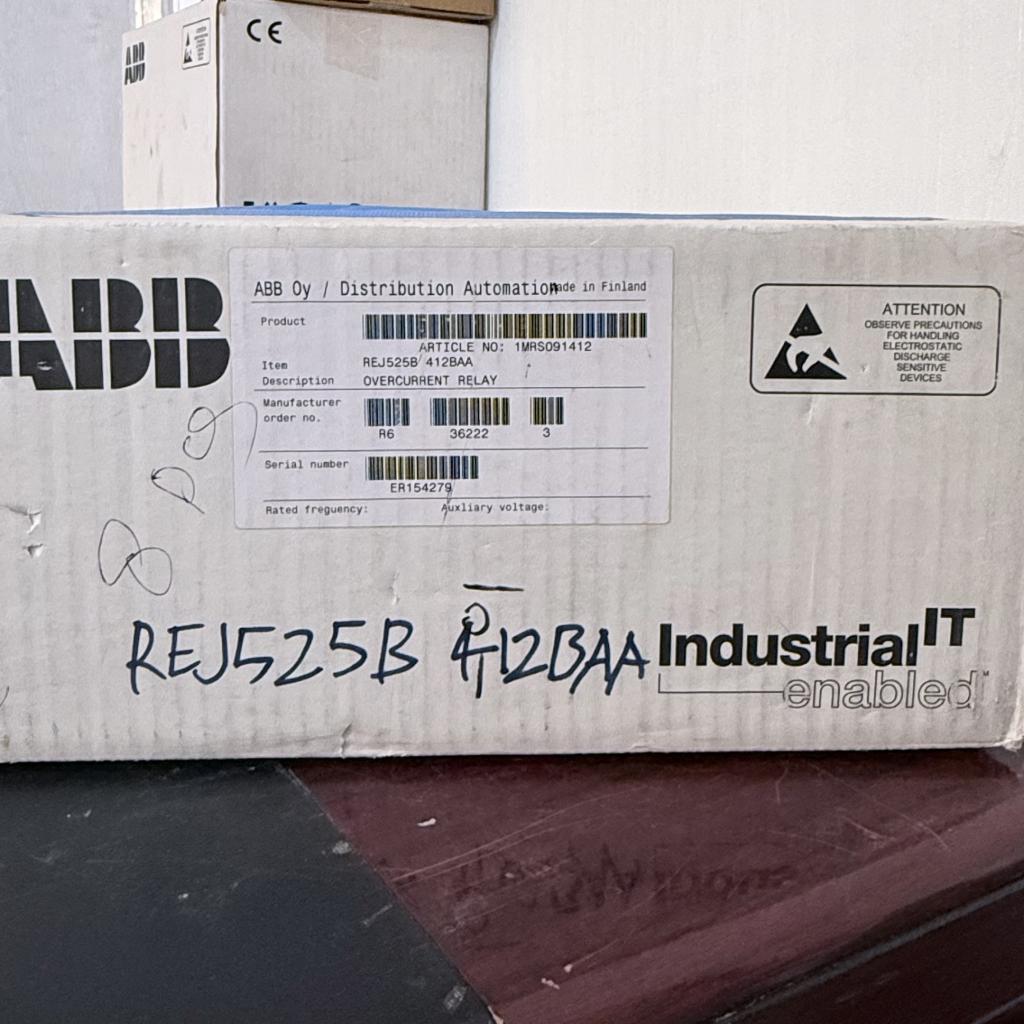 ABB
CE
ABB
ABB Oy / Distribution Automation Made in Finland
Product
ARTICLE NO: 1MRS091412
Item REJ525B 412BAA
Description OVERCURRENT RELAY
Manufacturer
order no.
R6 36222 3
Serial number
ER154279
Rated freguency: Auxliary voltage:
ATTENTION
OBSERVE PRECAUTIONS
FOR HANDLING
ELECTROSTATIC
DISCHARGE
SENSITIVE
DEVICES
REJ525B 412BAA
Industrial IT
enabled